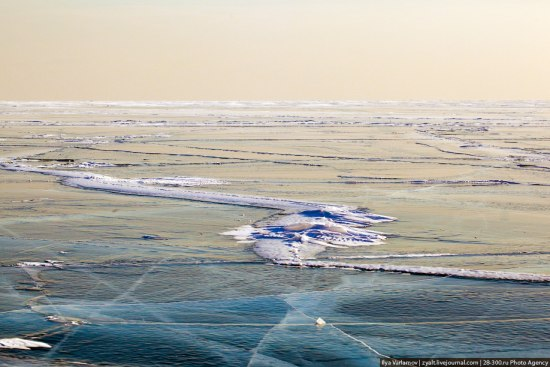 Ilya Varlamov | zyalt.livejournal.com | 28-300.ru Photo Agency